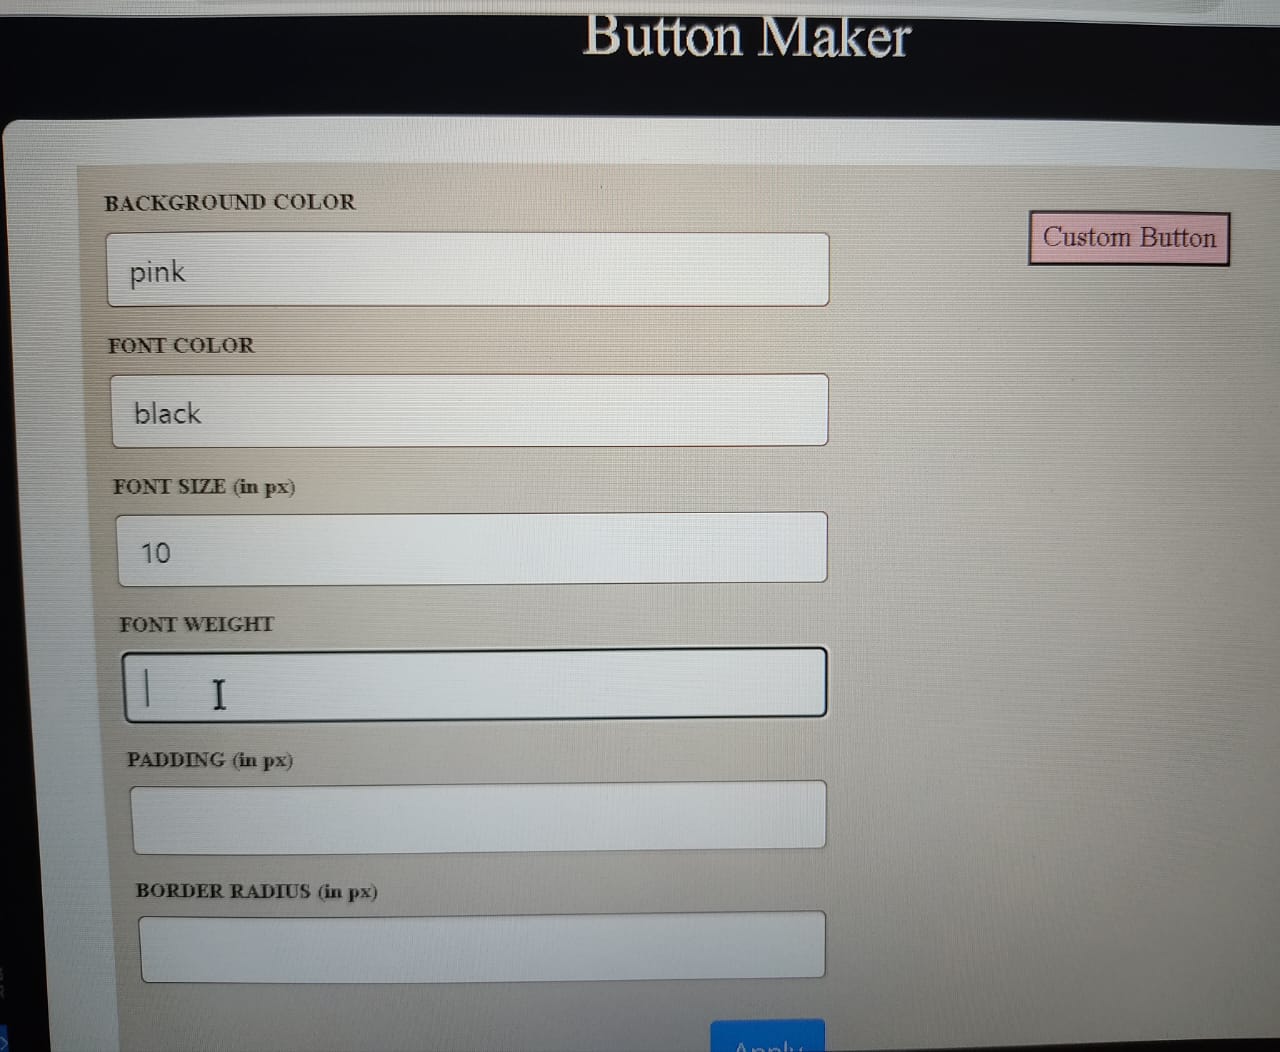 Button Maker
BACKGROUND COLOR
pink
Custom Button
FONT COLOR
black
FONT SIZE (in px)
10
FONT WEIGHT
PADDING (in px)
BORDER RADIUS (in px)
Apply